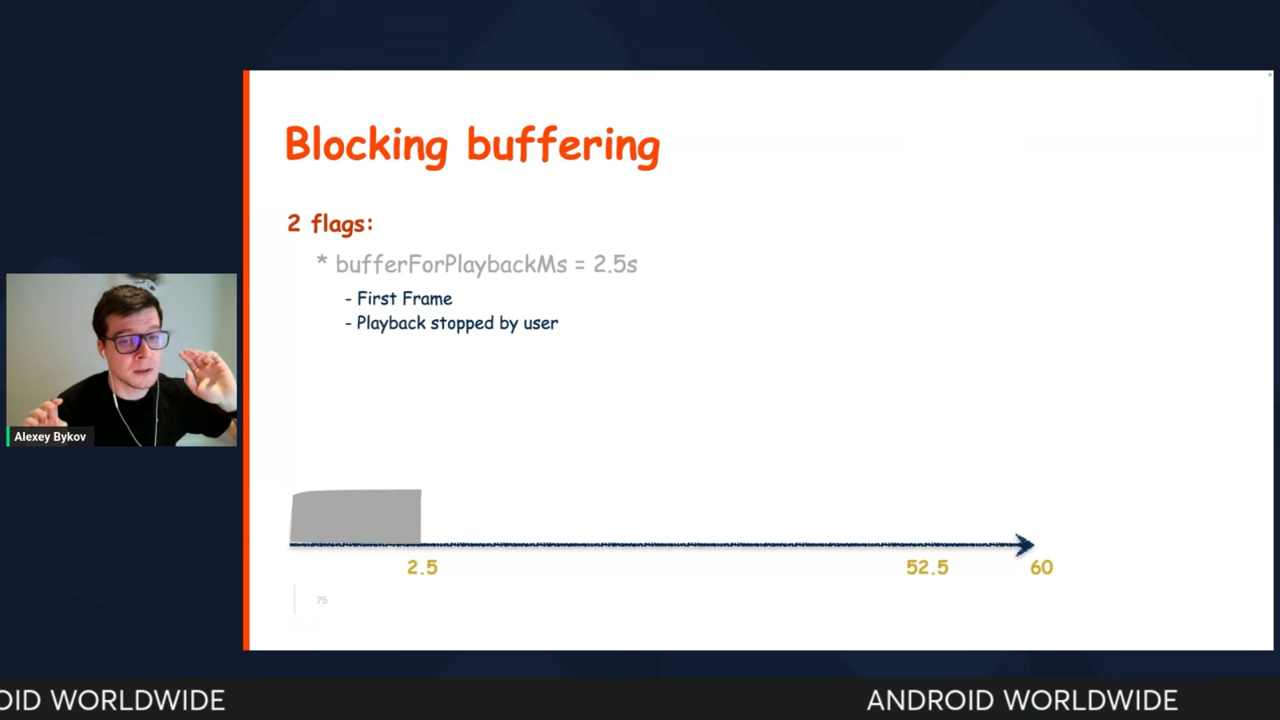 Blocking buffering
2 flags:
* bufferForPlaybackMs = 2.5s
- First Frame
- Playback stopped by user
Alexey Bykov
2.5 52.5 60
75
OID WORLDWIDE ANDROID WORLDWIDE